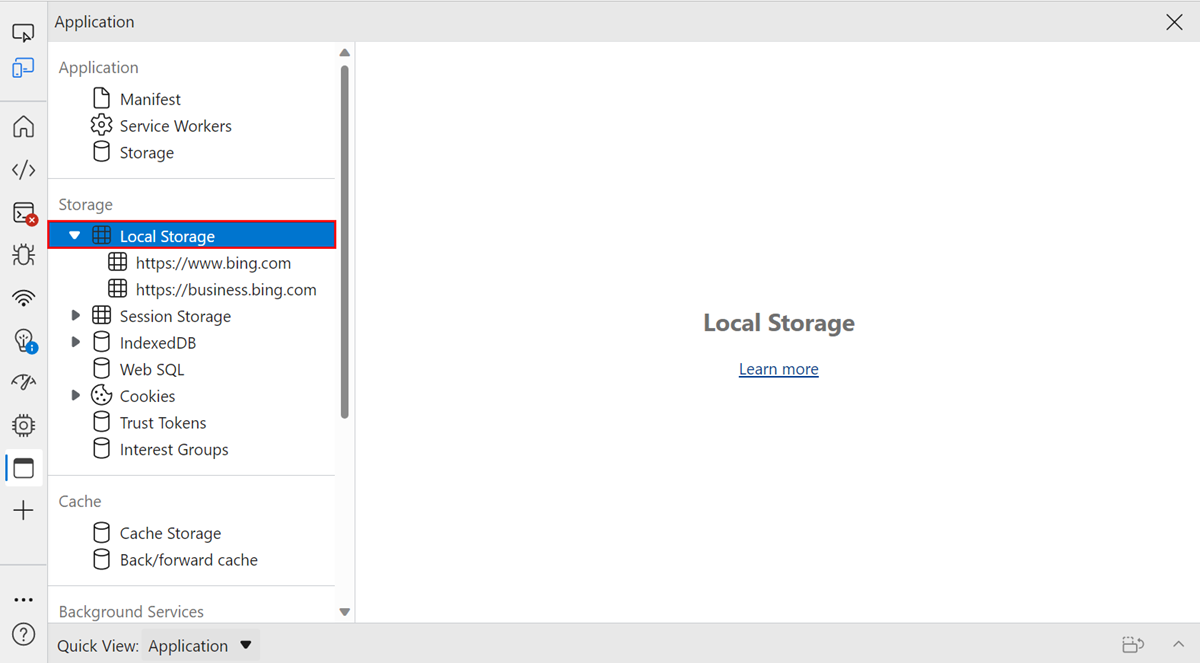 Application
Application
Manifest
Service Workers
Storage
Storage
Local Storage
https://www.bing.com
https://business.bing.com
Session Storage
IndexedDB
Web SQL
Cookies
Trust Tokens
Interest Groups
Cache
Cache Storage
Back/forward cache
Background Services
Local Storage
Learn more
Quick View: Application